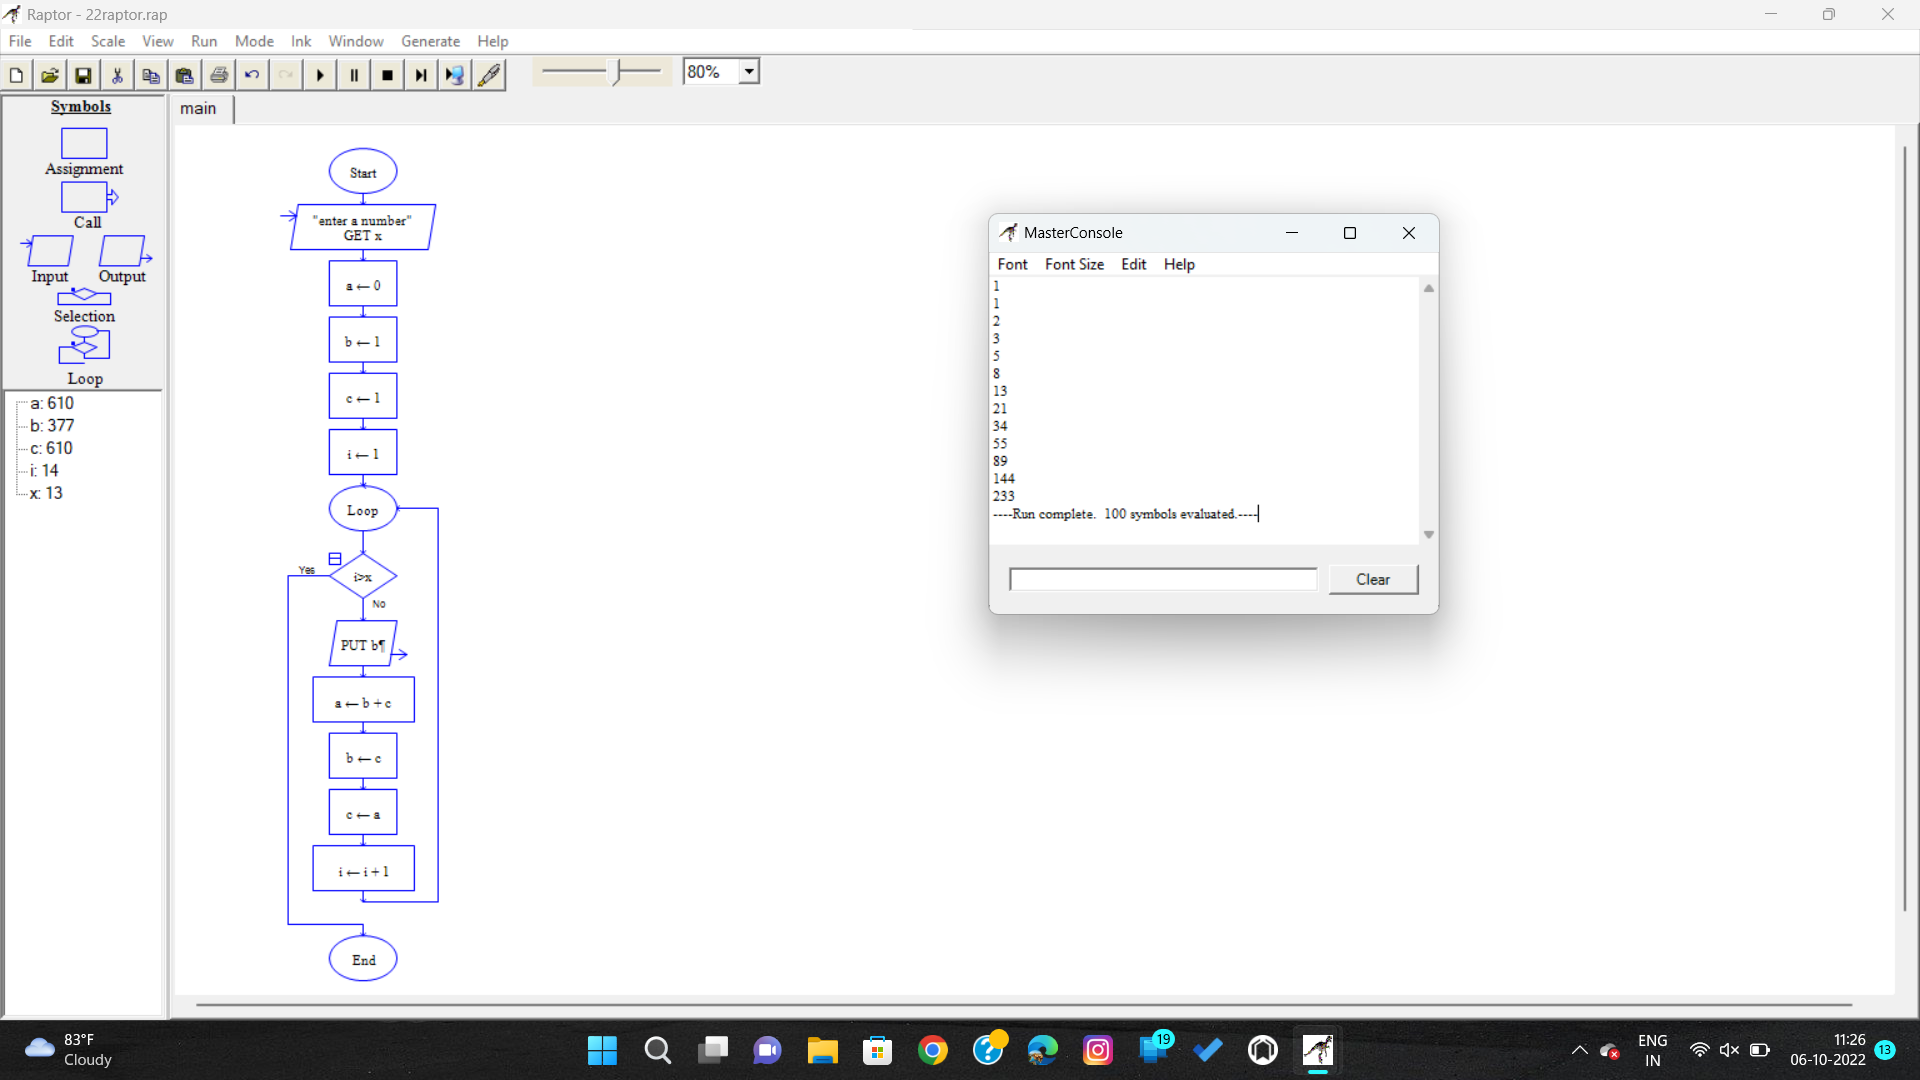 Raptor - 22raptor.rap
File Edit Scale View Run Mode Ink Window Generate Help
80%
Symbols
Assignment
Call
Input Output
Selection
Loop
a: 610
b: 377
c: 610
i: 14
x: 13
main
Start
"enter a number"
GET x
a ← 0
b ← 1
c ← 1
i ← 1
Loop
Yes
i>x
No
PUT b¶
a ← b + c
b ← c
c ← a
i ← i + 1
End
MasterConsole
Font Font Size Edit Help
1
1
2
3
5
8
13
21
34
55
89
144
233
----Run complete.  100 symbols evaluated.----
Clear
83°F
Cloudy
19
ENG
IN
11:26
06-10-2022
13